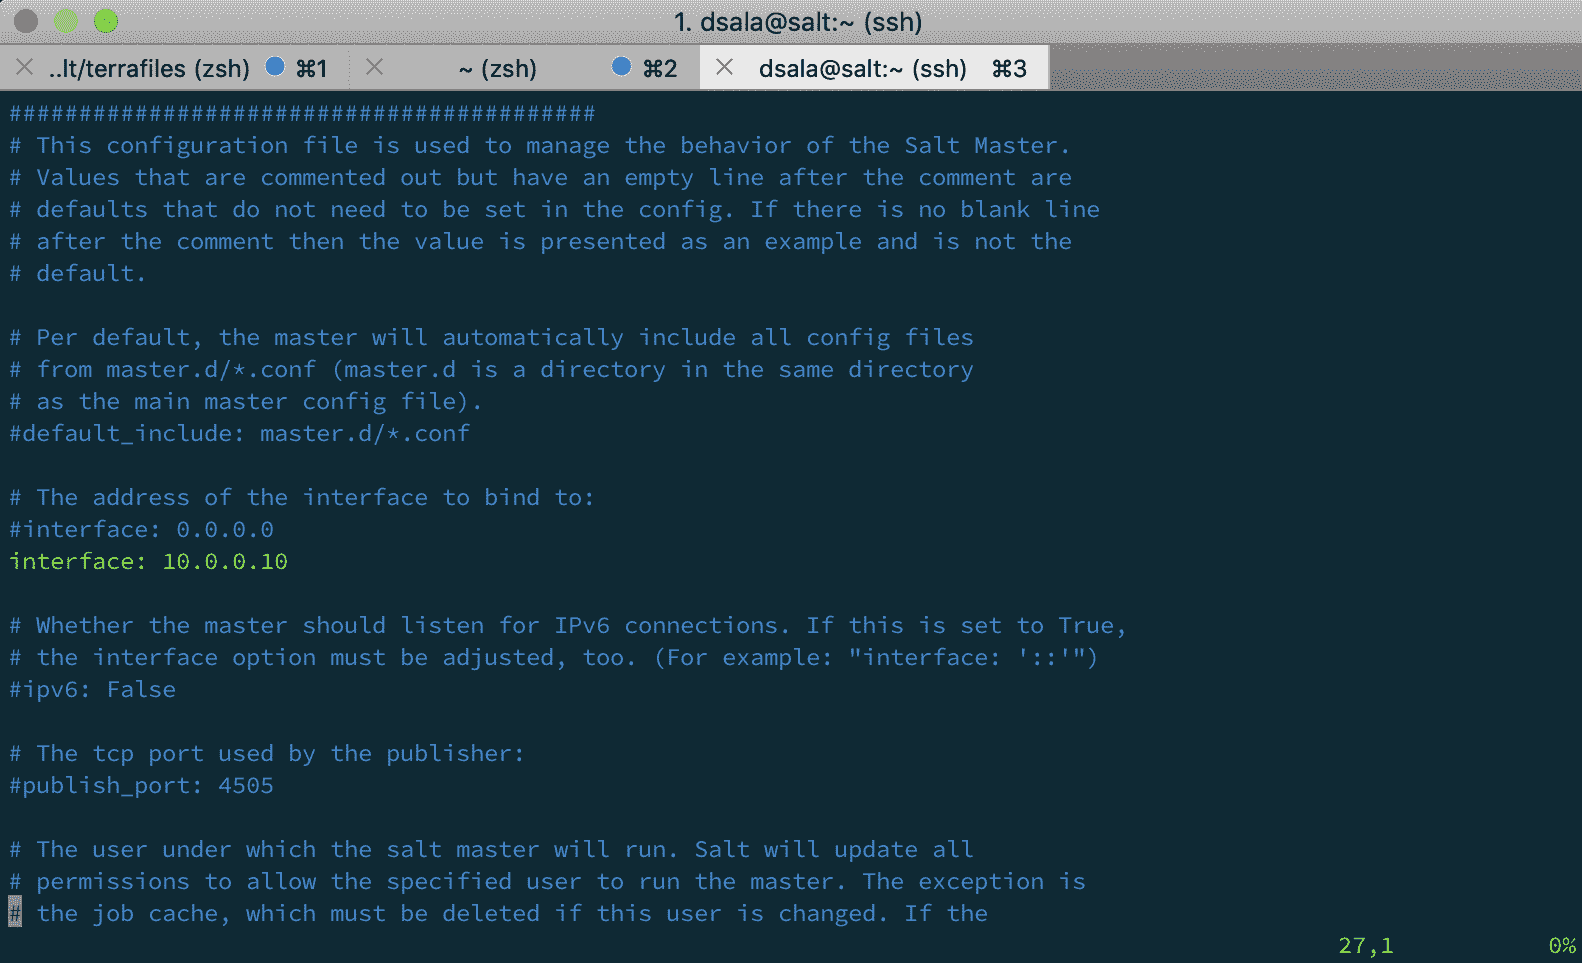 1. dsala@salt:~ (ssh)
..lt/terrafiles (zsh) ⌘1 ~ (zsh) ⌘2 dsala@salt:~ (ssh) ⌘3
##########################################
# This configuration file is used to manage the behavior of the Salt Master.
# Values that are commented out but have an empty line after the comment are
# defaults that do not need to be set in the config. If there is no blank line
# after the comment then the value is presented as an example and is not the
# default.
# Per default, the master will automatically include all config files
# from master.d/*.conf (master.d is a directory in the same directory
# as the main master config file).
#default_include: master.d/*.conf
# The address of the interface to bind to:
#interface: 0.0.0.0
interface: 10.0.0.10
# Whether the master should listen for IPv6 connections. If this is set to True,
# the interface option must be adjusted, too. (For example: "interface: '::'")
#ipv6: False
# The tcp port used by the publisher:
#publish_port: 4505
# The user under which the salt master will run. Salt will update all
# permissions to allow the specified user to run the master. The exception is
# the job cache, which must be deleted if this user is changed. If the
27,1 0%